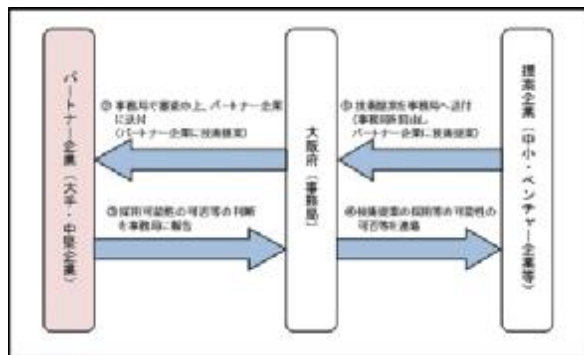 パートナー企業（大手・中堅企業）
②事務局で審査の上、パートナー企業
に送付
（パートナー企業に技術提案）
③採用可能性の可否等の判断
を事務局に報告
大阪府（事務局）
①技術提案を事務局へ送付
（事務局を経由し
パートナー企業に技術提案）
④技術提案の採用等の可能性の
可否等を連絡
提案企業（中小・ベンチャー企業等）